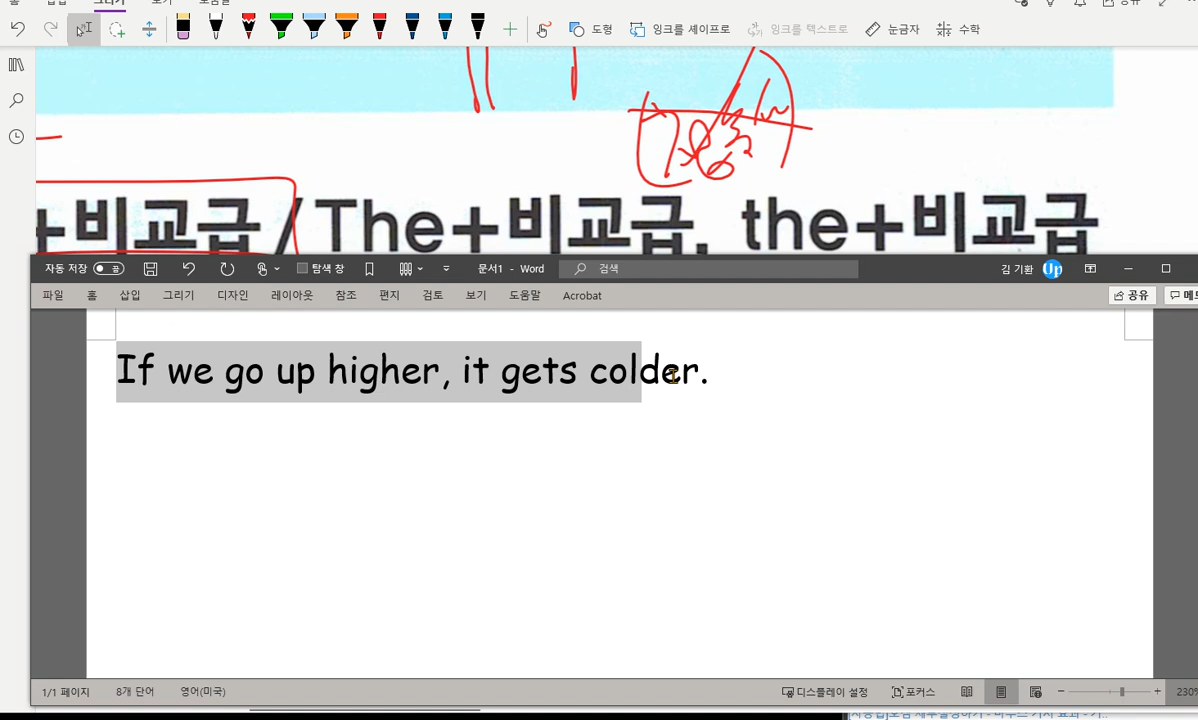 도형
잉크를 셰이프로
잉크를 텍스트로
눈금자
수학
+비교급 / The+비교급, the+비교급
자동 저장
끔
탐색 창
문서1 - Word
검색
김 기환
파일
홈
삽입
그리기
디자인
레이아웃
참조
편지
검토
보기
도움말
Acrobat
공유
If we go up higher, it gets colder.
1/1 페이지
8개 단어
영어(미국)
디스플레이 설정
포커스
230%